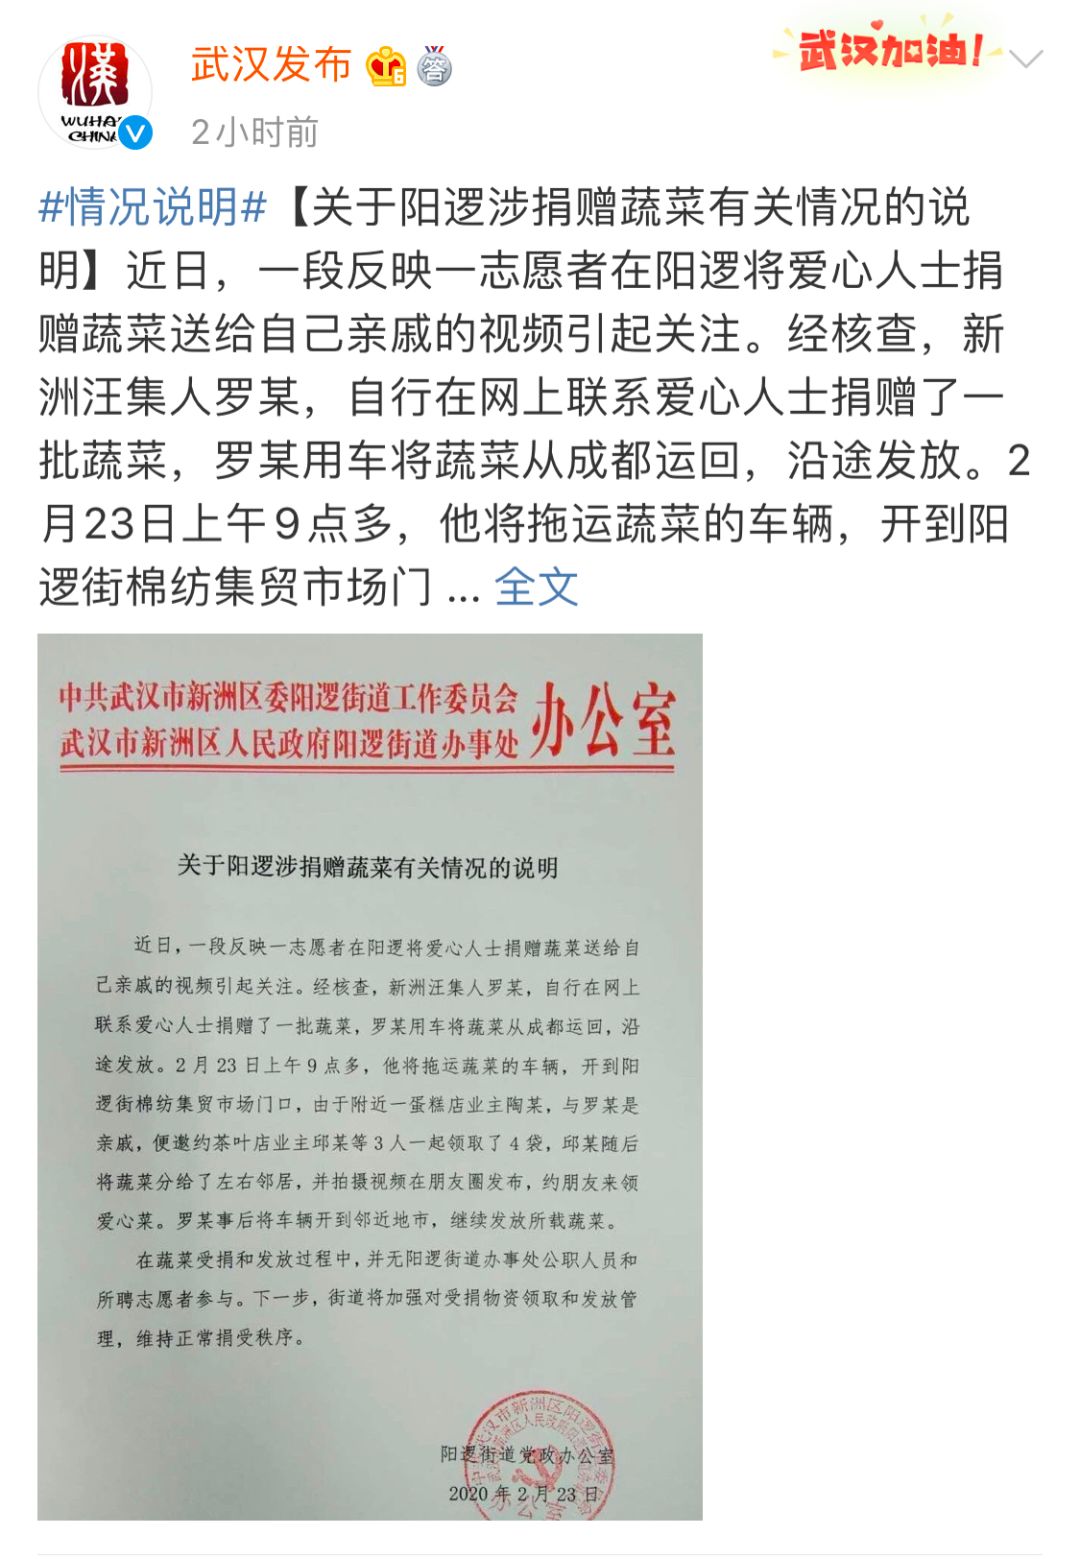 武汉发布
武汉加油!
漢
WUHAN
CHINA
2小时前
#情况说明#【关于阳逻涉捐赠蔬菜有关情况的说
明】近日，一段反映一志愿者在阳逻将爱心人士捐
赠蔬菜送给自己亲戚的视频引起关注。经核查，新
洲汪集人罗某，自行在网上联系爱心人士捐赠了一
批蔬菜，罗某用车将蔬菜从成都运回，沿途发放。2
月23日上午9点多，他将拖运蔬菜的车辆，开到阳
逻街棉纺集贸市场门 ... 全文
中共武汉市新洲区委阳逻街道工作委员会
武汉市新洲区人民政府阳逻街道办事处
办公室
关于阳逻涉捐赠蔬菜有关情况的说明
近日，一段反映一志愿者在阳逻将爱心人士捐赠蔬菜送给自
己亲戚的视频引起关注。经核查，新洲汪集人罗某，自行在网上
联系爱心人士捐赠了一批蔬菜，罗某用车将蔬菜从成都运回，沿
途发放。2 月 23 日上午 9 点多，他将拖运蔬菜的车辆，开到阳
逻街棉纺集贸市场门口，由于附近一蛋糕店业主陶某，与罗某是
亲戚，便邀约茶叶店业主邱某等 3 人一起领取了 4 袋，邱某随后
将蔬菜分给了左右邻居，并拍摄视频在朋友圈发布，约朋友来领
爱心菜。罗某事后将车辆开到邻近地市，继续发放所载蔬菜。
在蔬菜受捐和发放过程中，并无阳逻街道办事处公职人员和
所聘志愿者参与。下一步，街道将加强对受捐物资领取和发放管
理，维持正常捐受秩序。
阳逻街道党政办公室
2020 年 2 月 23 日